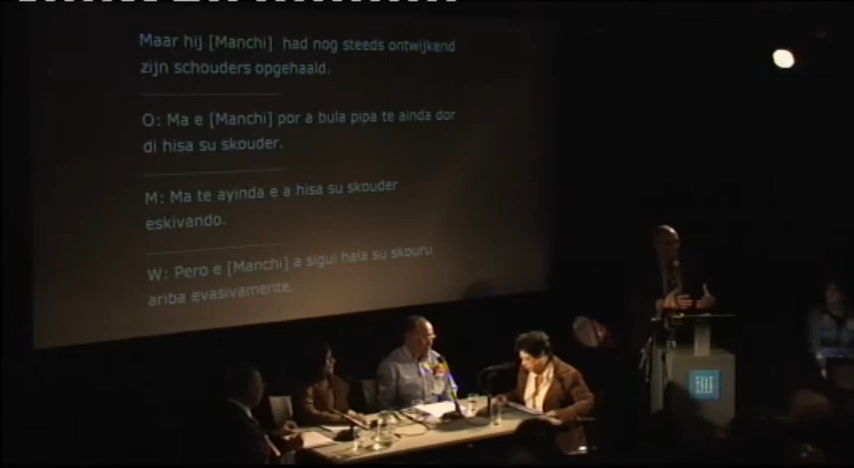 Maar hij [Manchi] had nog steeds ontwijkend
zijn schouders opgehaald.
O: Ma e [Manchi] por a bula pipa te ainda dor
di hisa su skouder.
M: Ma te ayinda e a hisa su skouder
eskivando.
W: Pero e [Manchi] a sigui hala su skouru
ariba evasivamente.